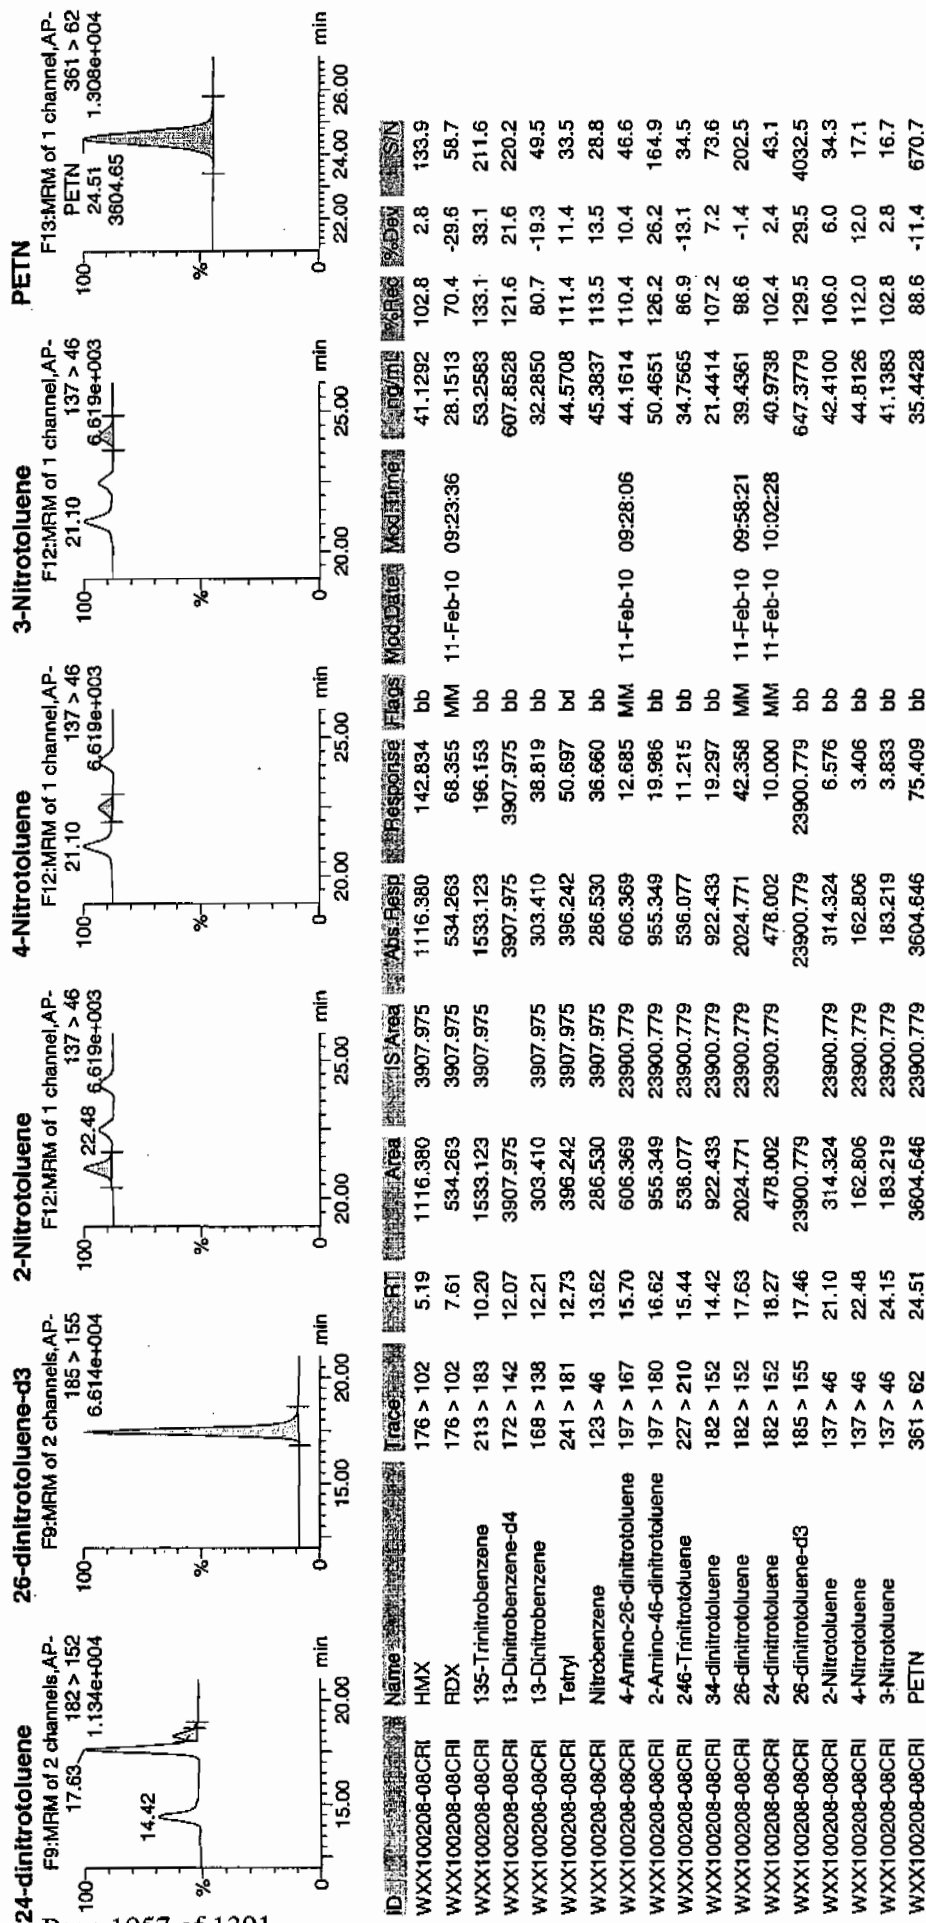 24-dinitrotoluene
F9:MRM of 2 channels,AP-
182 > 152
1.134e+004
17.63
14.42
100
%
0
15.00 20.00 min
26-dinitrotoluene-d3
F9:MRM of 2 channels,AP-
185 > 155
6.614e+004
100
%
0
15.00 20.00 min
2-Nitrotoluene
F12:MRM of 1 channel,AP-
137 > 46
6.619e+003
22.48
100
%
0
20.00 25.00 min
4-Nitrotoluene
F12:MRM of 1 channel,AP-
137 > 46
6.619e+003
21.10
100
%
0
20.00 25.00 min
3-Nitrotoluene
F12:MRM of 1 channel,AP-
137 > 46
6.619e+003
21.10
100
%
0
20.00 25.00 min
PETN
F13:MRM of 1 channel,AP-
PETN 361 > 62
24.51 1.308e+004
3604.65
100
%
0
22.00 24.00 26.00 min
ID Name Trace RT Area IS Area Abs.Resp Response Flags Mod.Date Mod.Time ng/mL %Rec %Dev S/N
WXX100208-08CRI HMX 176 > 102 5.19 1116.380 3907.975 1116.380 142.834 bb 41.1292 102.8 2.8 133.9
WXX100208-08CRI RDX 176 > 102 7.61 534.263 3907.975 534.263 68.355 MM 11-Feb-10 09:23:36 28.1513 70.4 -29.6 58.7
WXX100208-08CRI 135-Trinitrobenzene 213 > 183 10.20 1533.123 3907.975 1533.123 196.153 bb 53.2583 133.1 33.1 211.6
WXX100208-08CRI 13-Dinitrobenzene-d4 172 > 142 12.07 3907.975 3907.975 3907.975 bb 607.8528 121.6 21.6 220.2
WXX100208-08CRI 13-Dinitrobenzene 168 > 138 12.21 303.410 3907.975 303.410 38.819 bb 32.2850 80.7 -19.3 49.5
WXX100208-08CRI Tetryl 241 > 181 12.73 396.242 3907.975 396.242 50.697 bd 44.5708 111.4 11.4 33.5
WXX100208-08CRI Nitrobenzene 123 > 46 13.62 286.530 3907.975 286.530 36.660 bb 45.3837 113.5 13.5 28.8
WXX100208-08CRI 4-Amino-26-dinitrotoluene 197 > 167 15.70 606.369 23900.779 606.369 12.685 MM 11-Feb-10 09:28:06 44.1614 110.4 10.4 46.6
WXX100208-08CRI 2-Amino-46-dinitrotoluene 197 > 180 16.62 955.349 23900.779 955.349 19.986 bb 50.4651 126.2 26.2 164.9
WXX100208-08CRI 246-Trinitrotoluene 227 > 210 15.44 536.077 23900.779 536.077 11.215 bb 34.7565 86.9 -13.1 34.5
WXX100208-08CRI 34-dinitrotoluene 182 > 152 14.42 922.433 23900.779 922.433 19.297 bb 21.4414 107.2 7.2 73.6
WXX100208-08CRI 26-dinitrotoluene 182 > 152 17.63 2024.771 23900.779 2024.771 42.358 MM 11-Feb-10 09:58:21 39.4361 98.6 -1.4 202.5
WXX100208-08CRI 24-dinitrotoluene 182 > 152 18.27 478.002 23900.779 478.002 10.000 MM 11-Feb-10 10:02:28 40.9738 102.4 2.4 43.1
WXX100208-08CRI 26-dinitrotoluene-d3 185 > 155 17.46 23900.779 23900.779 23900.779 bb 647.3779 129.5 29.5 4032.5
WXX100208-08CRI 2-Nitrotoluene 137 > 46 21.10 314.324 23900.779 314.324 6.576 bb 42.4100 106.0 6.0 34.3
WXX100208-08CRI 4-Nitrotoluene 137 > 46 22.48 162.806 23900.779 162.806 3.406 bb 44.8126 112.0 12.0 17.1
WXX100208-08CRI 3-Nitrotoluene 137 > 46 24.15 183.219 23900.779 183.219 3.833 bb 41.1383 102.8 2.8 16.7
WXX100208-08CRI PETN 361 > 62 24.51 3604.646 23900.779 3604.646 75.409 bb 35.4428 88.6 -11.4 670.7